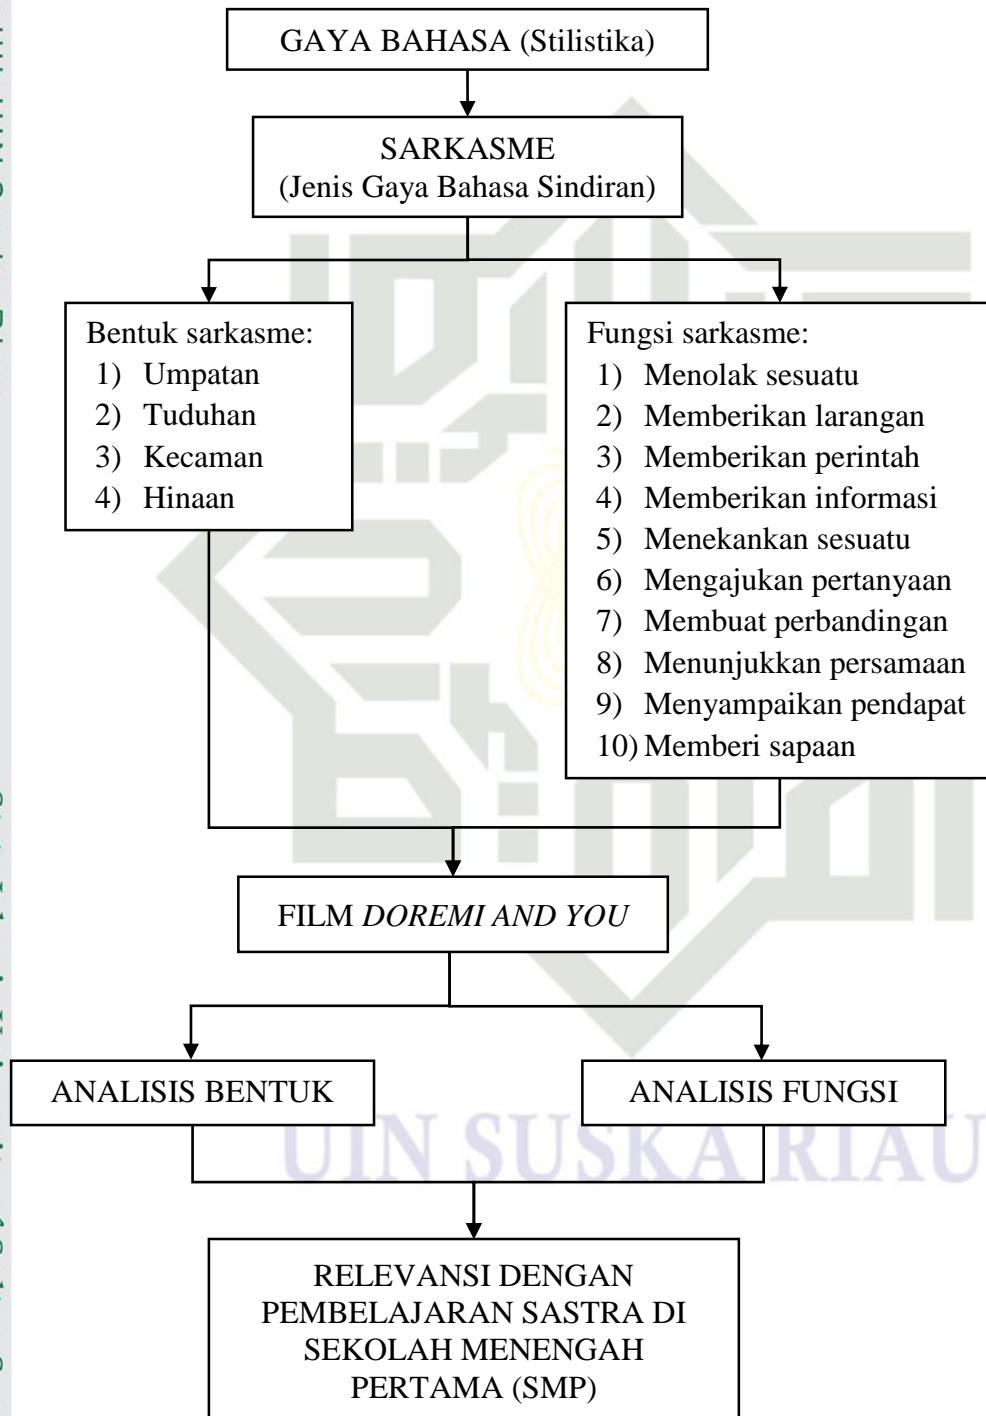 GAYA BAHASA (Stilistika)
SARKASME
(Jenis Gaya Bahasa Sindiran)
Bentuk sarkasme:
1) Umpatan
2) Tuduhan
3) Kecaman
4) Hinaan
Fungsi sarkasme:
1) Menolak sesuatu
2) Memberikan larangan
3) Memberikan perintah
4) Memberikan informasi
5) Menekankan sesuatu
6) Mengajukan pertanyaan
7) Membuat perbandingan
8) Menunjukkan persamaan
9) Menyampaikan pendapat
10) Memberi sapaan
FILM DOREMI AND YOU
ANALISIS BENTUK
ANALISIS FUNGSI
UIN SUSKA RIAU
RELEVANSI DENGAN
PEMBELAJARAN SASTRA DI
SEKOLAH MENENGAH
PERTAMA (SMP)